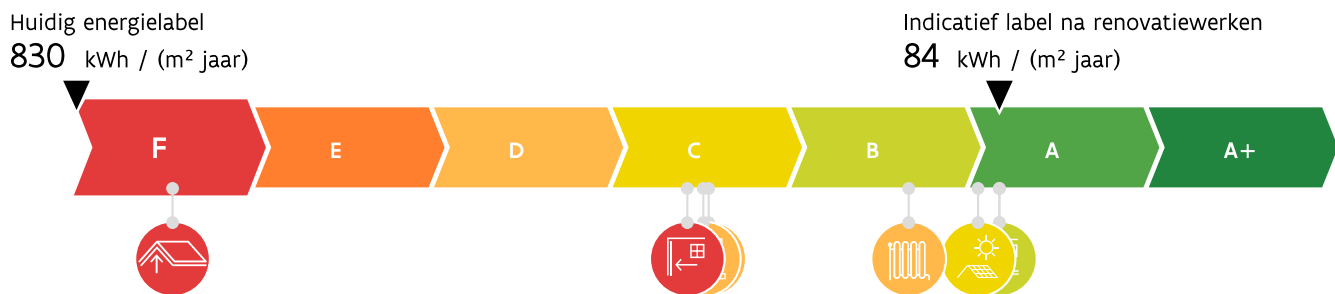 Huidig energielabel
830 kWh / (m² jaar)
Indicatief label na renovatiewerken
84 kWh / (m² jaar)
F
E
D
C
B
A
A+